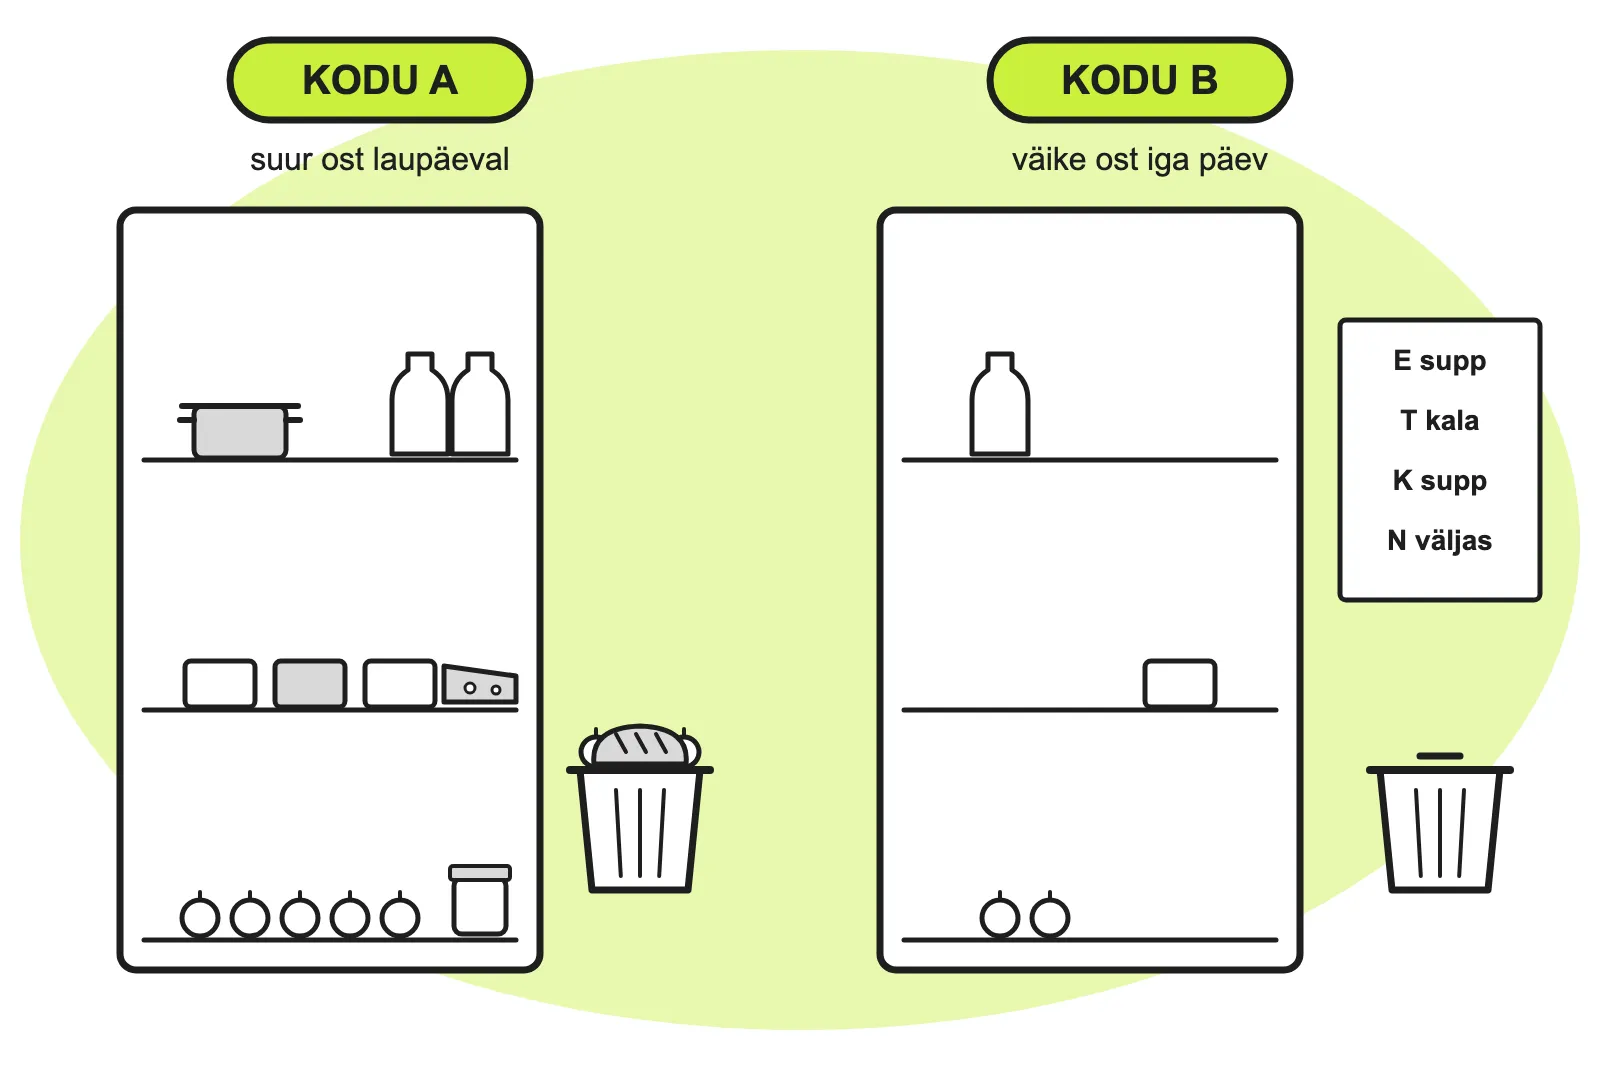 KODU A
suur ost laupäeval
KODU B
väike ost iga päev
E supp
T kala
K supp
N väljas